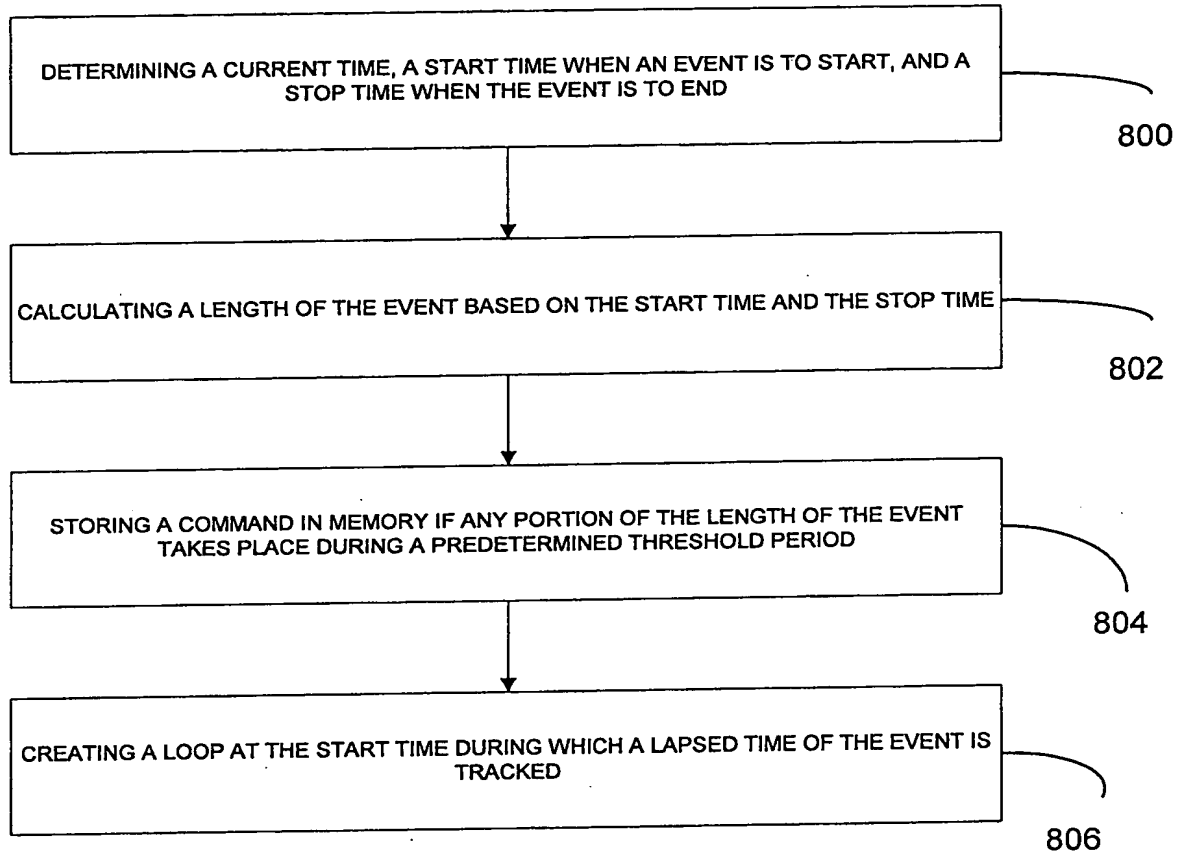 DETERMINING A CURRENT TIME, A START TIME WHEN AN EVENT IS TO START, AND A
STOP TIME WHEN THE EVENT IS TO END
800
CALCULATING A LENGTH OF THE EVENT BASED ON THE START TIME AND THE STOP TIME
802
STORING A COMMAND IN MEMORY IF ANY PORTION OF THE LENGTH OF THE EVENT
TAKES PLACE DURING A PREDETERMINED THRESHOLD PERIOD
804
CREATING A LOOP AT THE START TIME DURING WHICH A LAPSED TIME OF THE EVENT IS
TRACKED
806